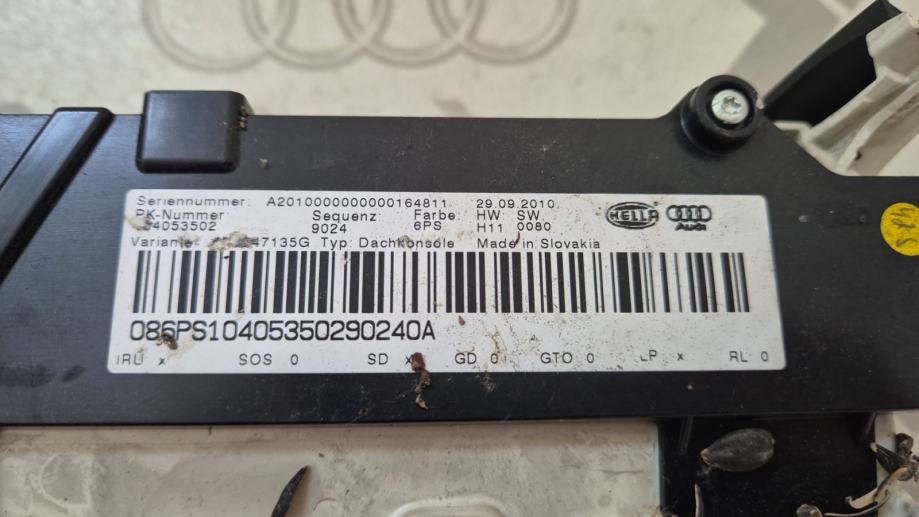 Seriennummer: A2010000000000164811 29.09.2010
PK-Nummer Sequenz: Farbe: HW SW
04053502 9024 6PS H11 0080
Variante: 47135G Typ: Dachkonsole Made in Slovakia
HELLA Audi
086PS10405350290240A
IRU x SOS 0 SD x GD 0 GTO 0 LP x RL 0